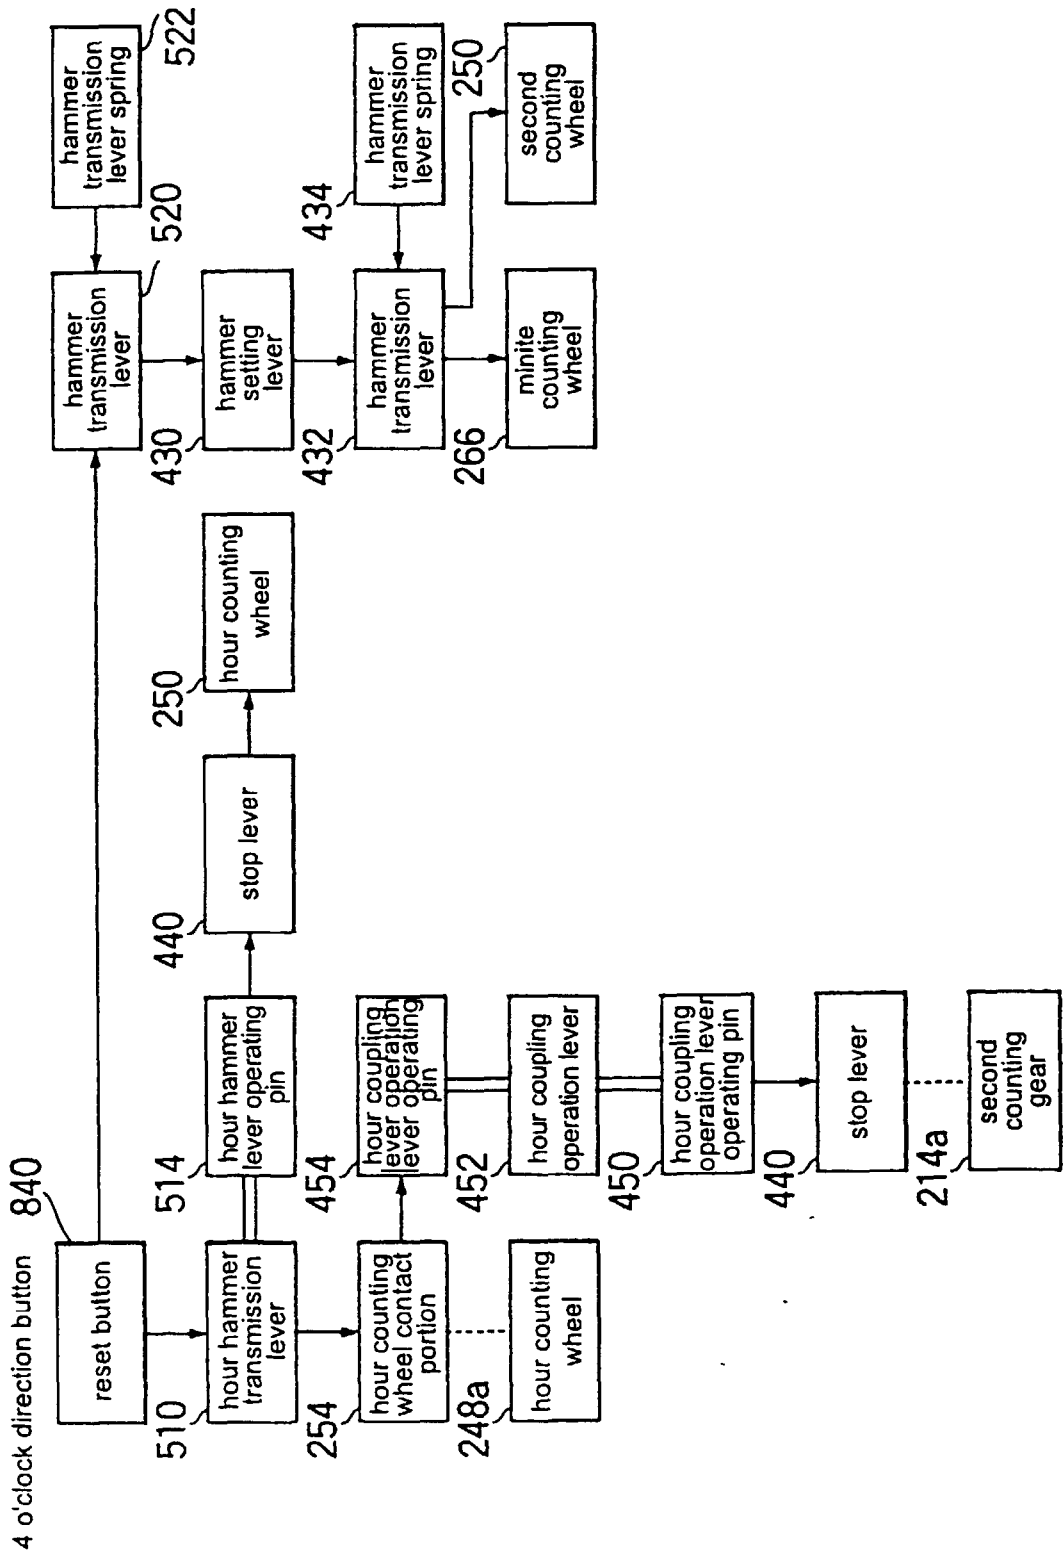 4 o'clock direction button
840
reset button
510
hour hammer
transmission
lever
254
hour counting
wheel contact
portion
248a
hour counting
wheel
514
hour hammer
lever operating
pin
454
hour coupling
lever operation
lever operating
pin
452
hour coupling
operation lever
450
hour coupling
operation lever
operating pin
440
stop lever
214a
second
counting
gear
440
stop lever
250
hour counting
wheel
520
hammer
transmission
lever
430
hammer
setting
lever
432
hammer
transmission
lever
266
minite
counting
wheel
522
hammer
transmission
lever spring
434
hammer
transmission
lever spring
250
second
counting
wheel